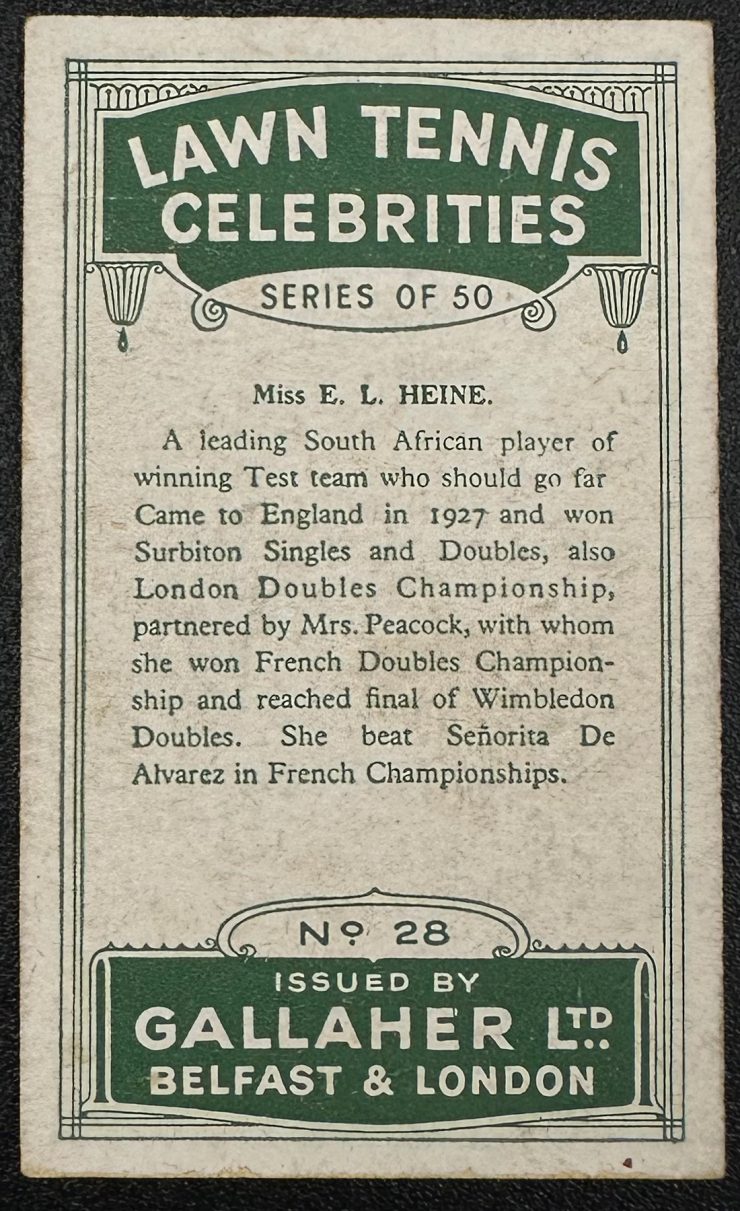 LAWN TENNIS
CELEBRITIES
SERIES OF 50
Miss E. L. HEINE.
A leading South African player of
winning Test team who should go far
Came to England in 1927 and won
Surbiton Singles and Doubles, also
London Doubles Championship,
partnered by Mrs. Peacock, with whom
she won French Doubles Champion-
ship and reached final of Wimbledon
Doubles. She beat Señorita De
Alvarez in French Championships.
Nº 28
ISSUED BY
GALLAHER LTD.
BELFAST & LONDON